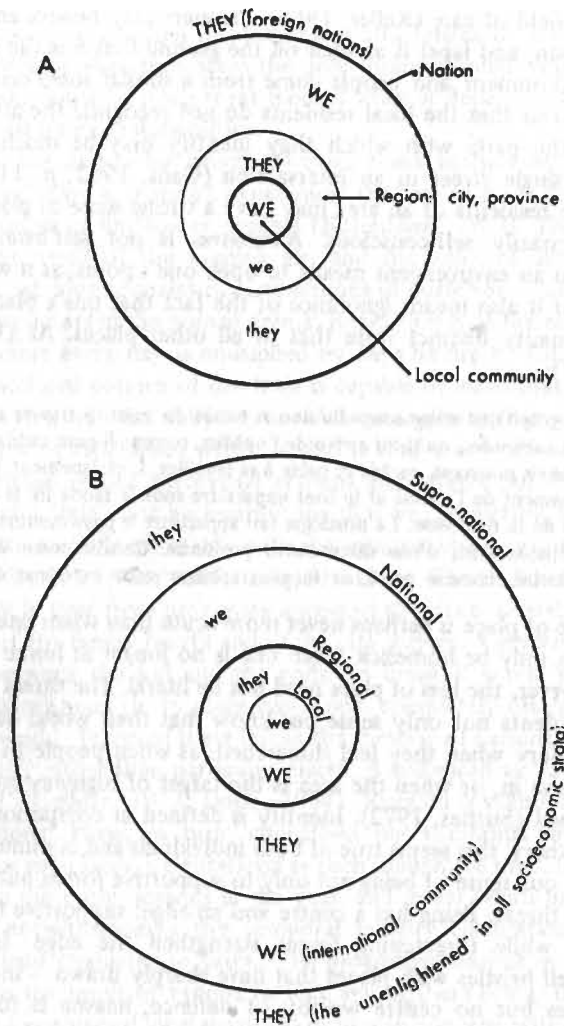 THEY (foreign nations)
A
Nation
WE
THEY
Region: city, province
WE
we
they
Local community
B
Supra-national
they
National
we
Regional
they
Local
we
WE
THEY
WE (international community)
THEY (the unenlightened in all socioeconomic strata)